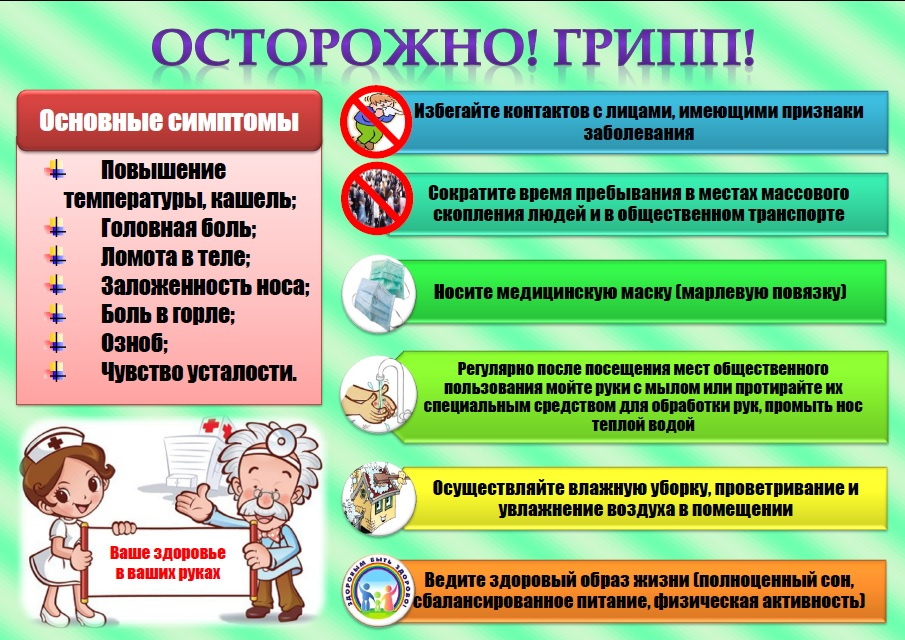 ОСТОРОЖНО! ГРИПП!
Основные симптомы
Повышение
температуры, кашель;
Головная боль;
Ломота в теле;
Заложенность носа;
Боль в горле;
Озноб;
Чувство усталости.
Ваше здоровье
в ваших руках
Избегайте контактов с лицами, имеющими признаки
заболевания
Сократите время пребывания в местах массового
скопления людей и в общественном транспорте
Носите медицинскую маску (марлевую повязку)
Регулярно после посещения мест общественного
пользования мойте руки с мылом или протирайте их
специальным средством для обработки рук, промыть нос
теплой водой
Осуществляйте влажную уборку, проветривание и
увлажнение воздуха в помещении
ЗДОРОВЫМ БЫТЬ ЗДОРОВО!
Ведите здоровый образ жизни (полноценный сон,
сбалансированное питание, физическая активность)